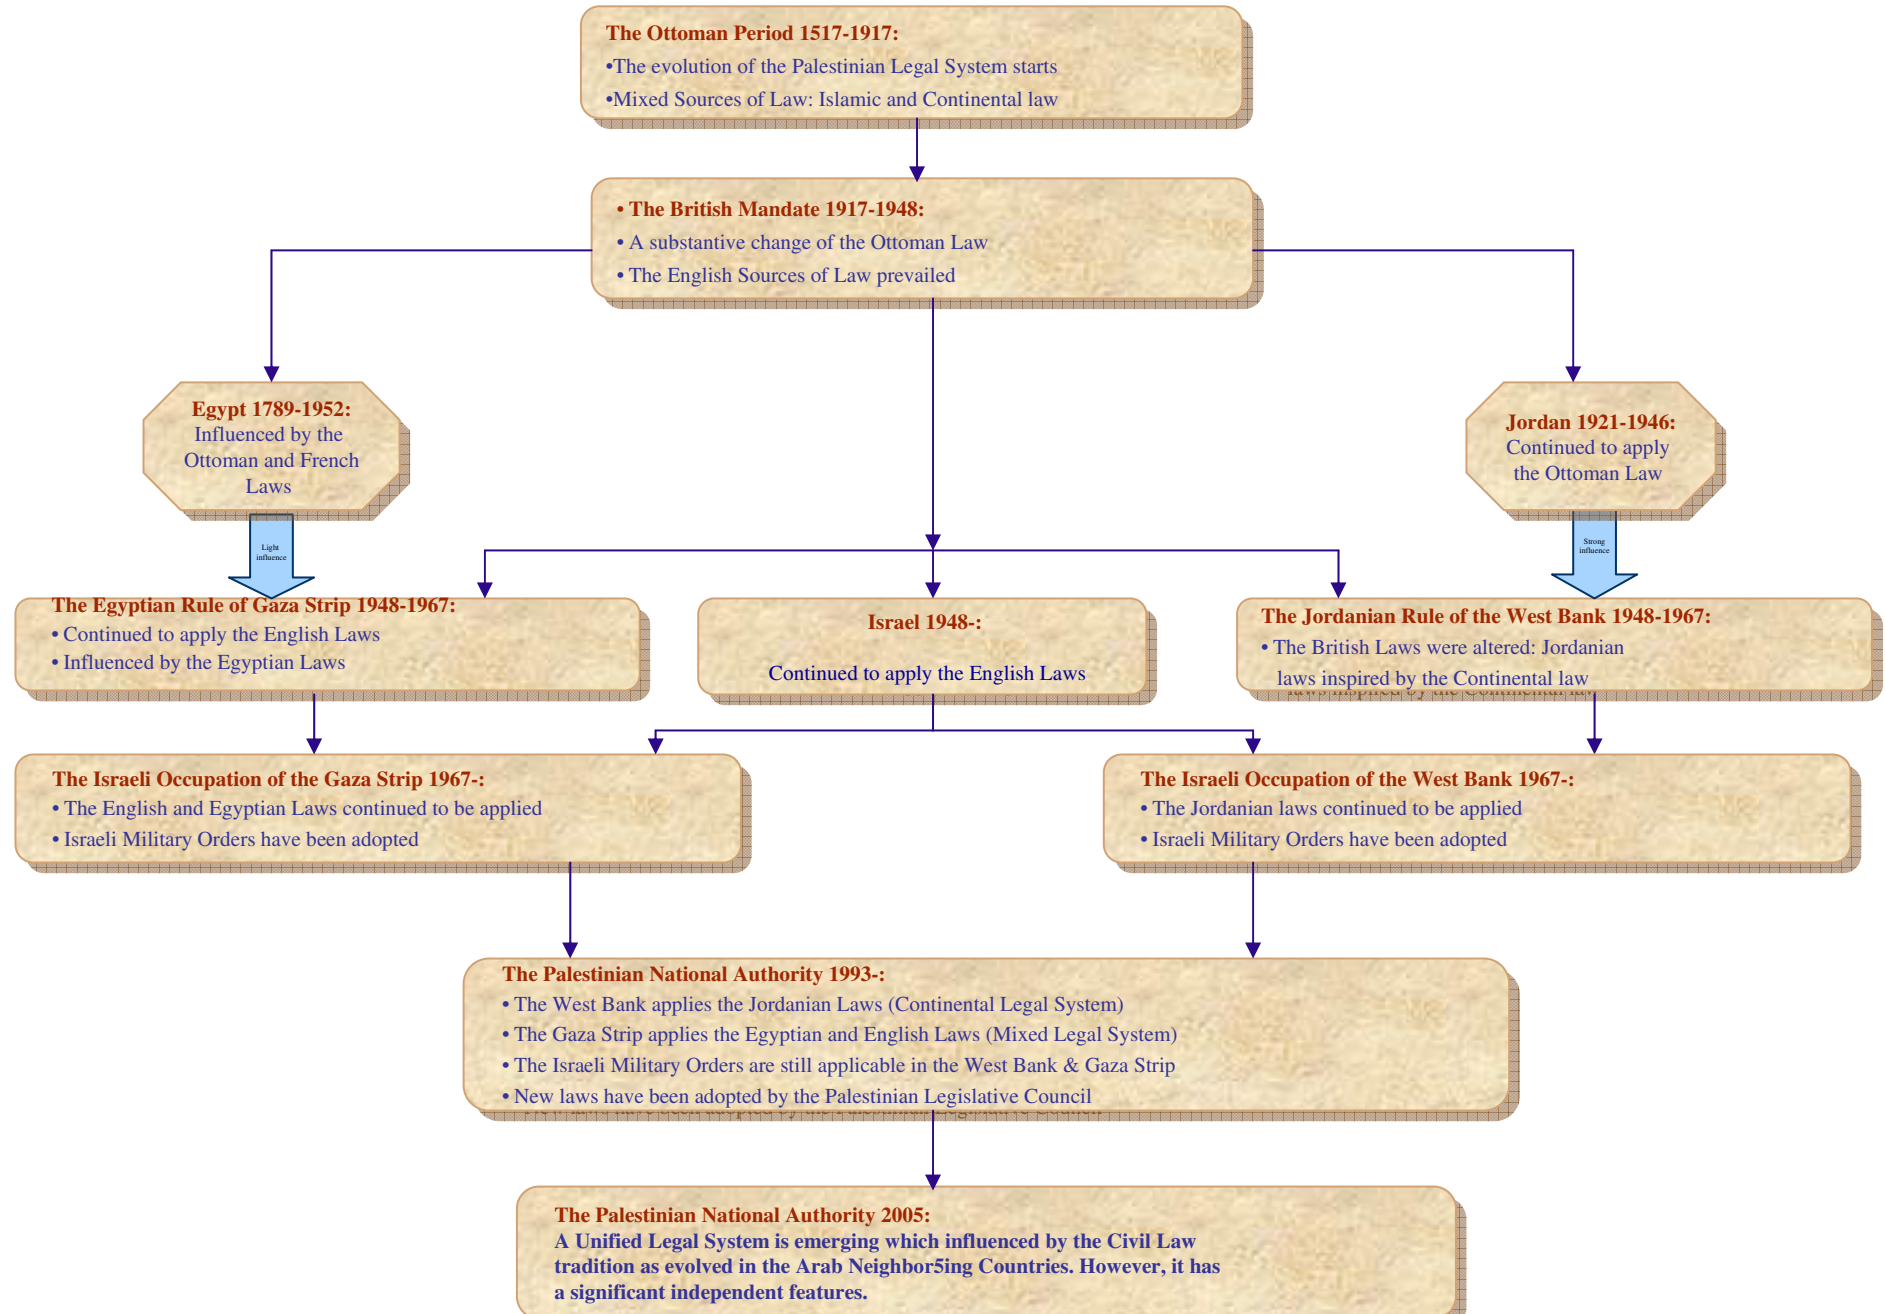 The Ottoman Period 1517-1917:
•The evolution of the Palestinian Legal System starts
•Mixed Sources of Law: Islamic and Continental law
• The British Mandate 1917-1948:
• A substantive change of the Ottoman Law
• The English Sources of Law prevailed
Egypt 1789-1952:
Influenced by the
Ottoman and French
Laws
Jordan 1921-1946:
Continued to apply
the Ottoman Law
Light
influence
Strong
influence
The Egyptian Rule of Gaza Strip 1948-1967:
• Continued to apply the English Laws
• Influenced by the Egyptian Laws
Israel 1948-:
Continued to apply the English Laws
The Jordanian Rule of the West Bank 1948-1967:
• The British Laws were altered: Jordanian
laws inspired by the Continental law
The Israeli Occupation of the Gaza Strip 1967-:
• The English and Egyptian Laws continued to be applied
• Israeli Military Orders have been adopted
The Israeli Occupation of the West Bank 1967-:
• The Jordanian laws continued to be applied
• Israeli Military Orders have been adopted
The Palestinian National Authority 1993-:
• The West Bank applies the Jordanian Laws (Continental Legal System)
• The Gaza Strip applies the Egyptian and English Laws (Mixed Legal System)
• The Israeli Military Orders are still applicable in the West Bank & Gaza Strip
• New laws have been adopted by the Palestinian Legislative Council
The Palestinian National Authority 2005:
A Unified Legal System is emerging which influenced by the Civil Law
tradition as evolved in the Arab Neighbor5ing Countries. However, it has
a significant independent features.